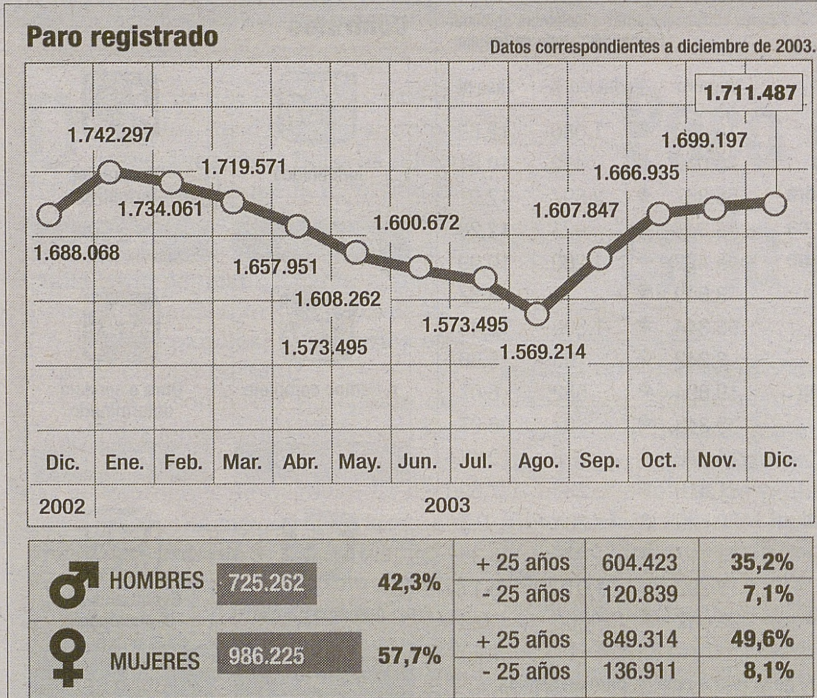 Paro registrado
Datos correspondientes a diciembre de 2003.
1.711.487
1.742.297
1.699.197
1.719.571
1.666.935
1.734.061
1.600.672
1.607.847
1.688.068
1.657.951
1.608.262
1.573.495
1.573.495
1.569.214
Dic. Ene. Feb. Mar. Abr. May. Jun. Jul. Ago. Sep. Oct. Nov. Dic.
2002 2003
HOMBRES 725.262 42,3%
+ 25 años 604.423 35,2%
- 25 años 120.839 7,1%
MUJERES 986.225 57,7%
+ 25 años 849.314 49,6%
- 25 años 136.911 8,1%